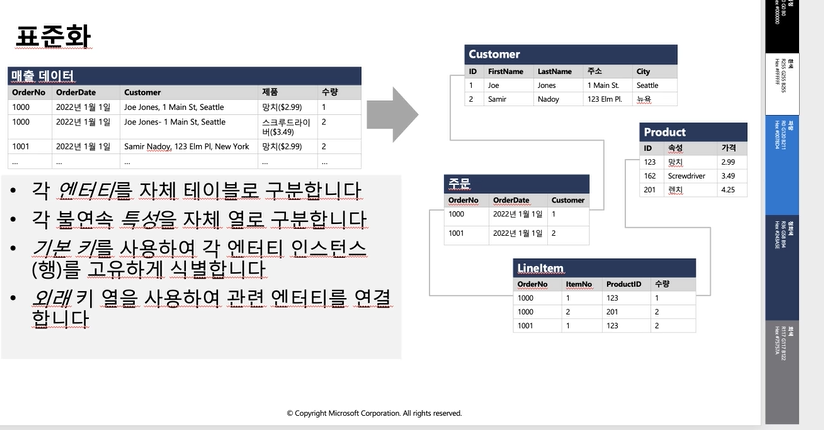 표준화
매출 데이터
OrderNo OrderDate Customer 제품 수량
1000 2022년 1월 1일 Joe Jones, 1 Main St, Seattle 망치($2.99) 1
1000 2022년 1월 1일 Joe Jones- 1 Main St, Seattle 스크루드라이버($3.49) 2
1001 2022년 1월 1일 Samir Nadoy, 123 Elm Pl, New York 망치($2.99) 2
... ... ... ... ...
• 각 엔터티를 자체 테이블로 구분합니다
• 각 불연속 특성을 자체 열로 구분합니다
• 기본 키를 사용하여 각 엔터티 인스턴스
(행)를 고유하게 식별합니다
• 외래 키 열을 사용하여 관련 엔터티를 연결
합니다
Customer
ID FirstName LastName 주소 City
1 Joe Jones 1 Main St. Seattle
2 Samir Nadoy 123 Elm Pl. 뉴욕
Product
ID 속성 가격
123 망치 2.99
162 Screwdriver 3.49
201 렌치 4.25
주문
OrderNo OrderDate Customer
1000 2022년 1월 1일 1
1001 2022년 1월 1일 2
LineItem
OrderNo ItemNo ProductID 수량
1000 1 123 1
1000 2 201 2
1001 1 123 2
© Copyright Microsoft Corporation. All rights reserved.